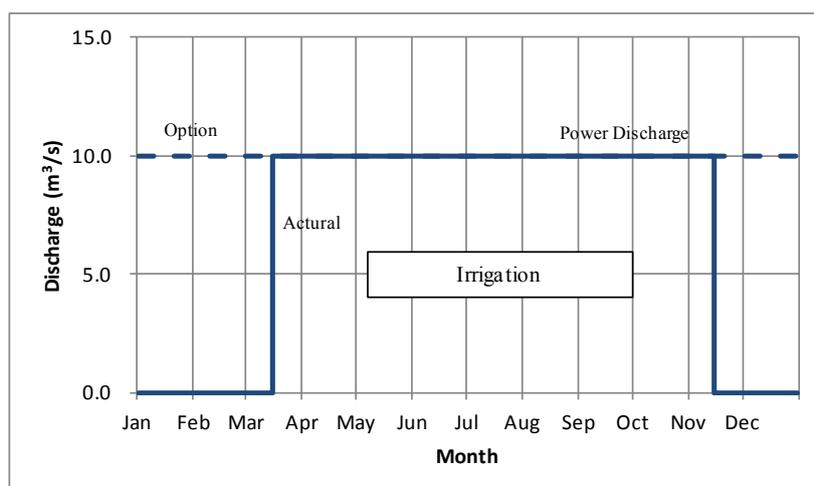 15.0
Option
Power Discharge
10.0
Discharge (m³/s)
Actural
Irrigation
5.0
0.0
Jan Feb Mar Apr May Jun Jul Aug Sep Oct Nov Dec
Month